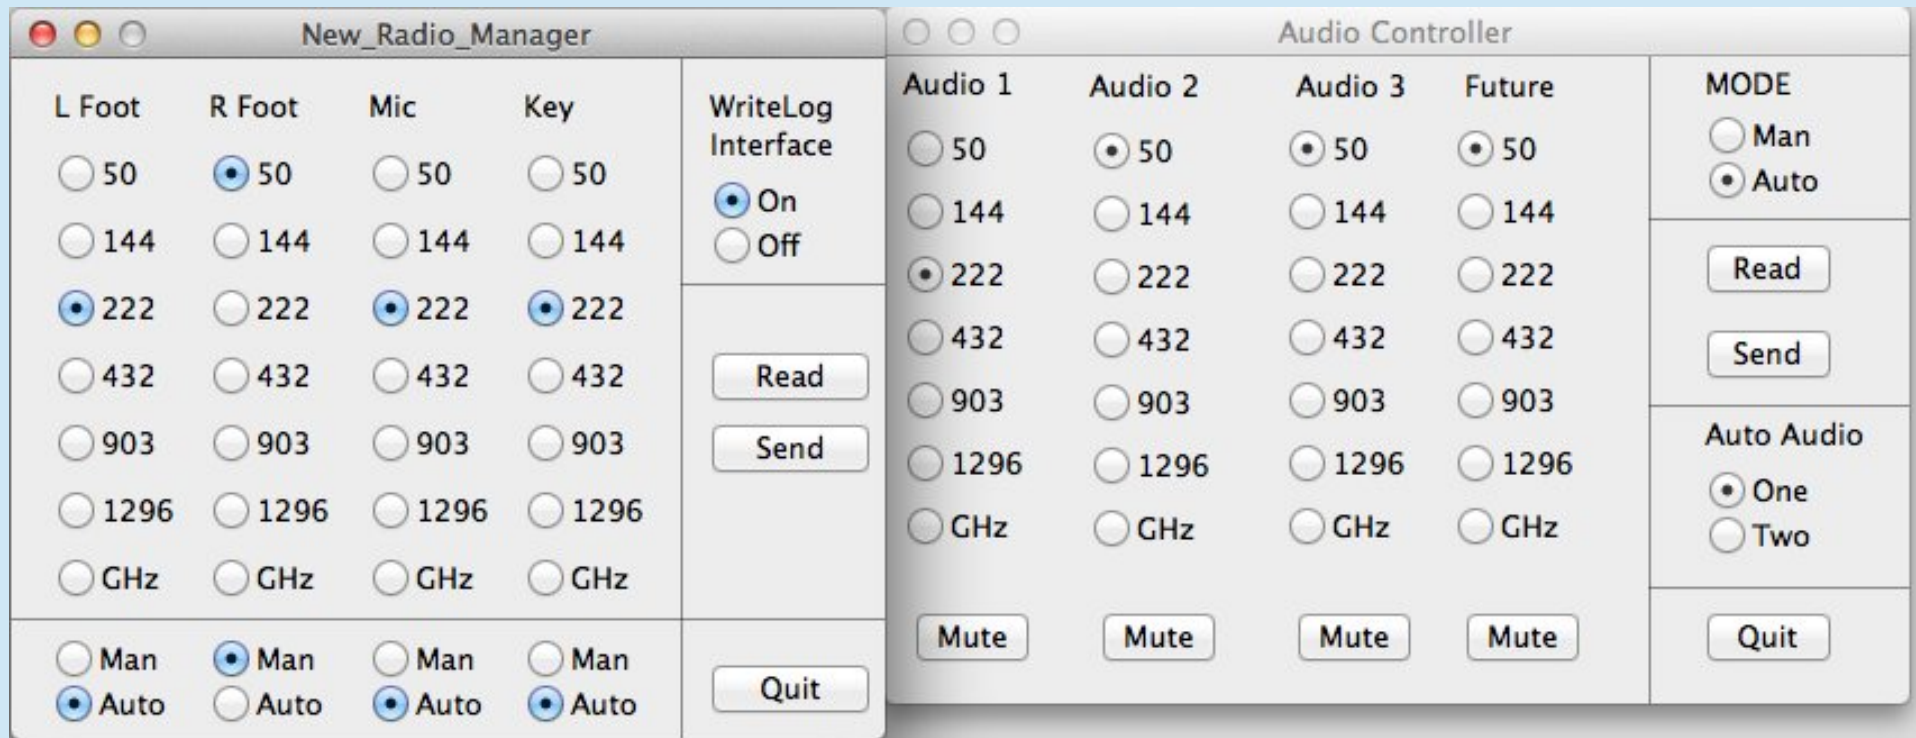 New_Radio_Manager
L Foot R Foot Mic Key
50 50 50 50
144 144 144 144
222 222 222 222
432 432 432 432
903 903 903 903
1296 1296 1296 1296
GHz GHz GHz GHz
Man Man Man Man
Auto Auto Auto Auto
WriteLog
Interface
On
Off
Read
Send
Quit
Audio Controller
Audio 1 Audio 2 Audio 3 Future
50 50 50 50
144 144 144 144
222 222 222 222
432 432 432 432
903 903 903 903
1296 1296 1296 1296
GHz GHz GHz GHz
Mute Mute Mute Mute
MODE
Man
Auto
Read
Send
Auto Audio
One
Two
Quit